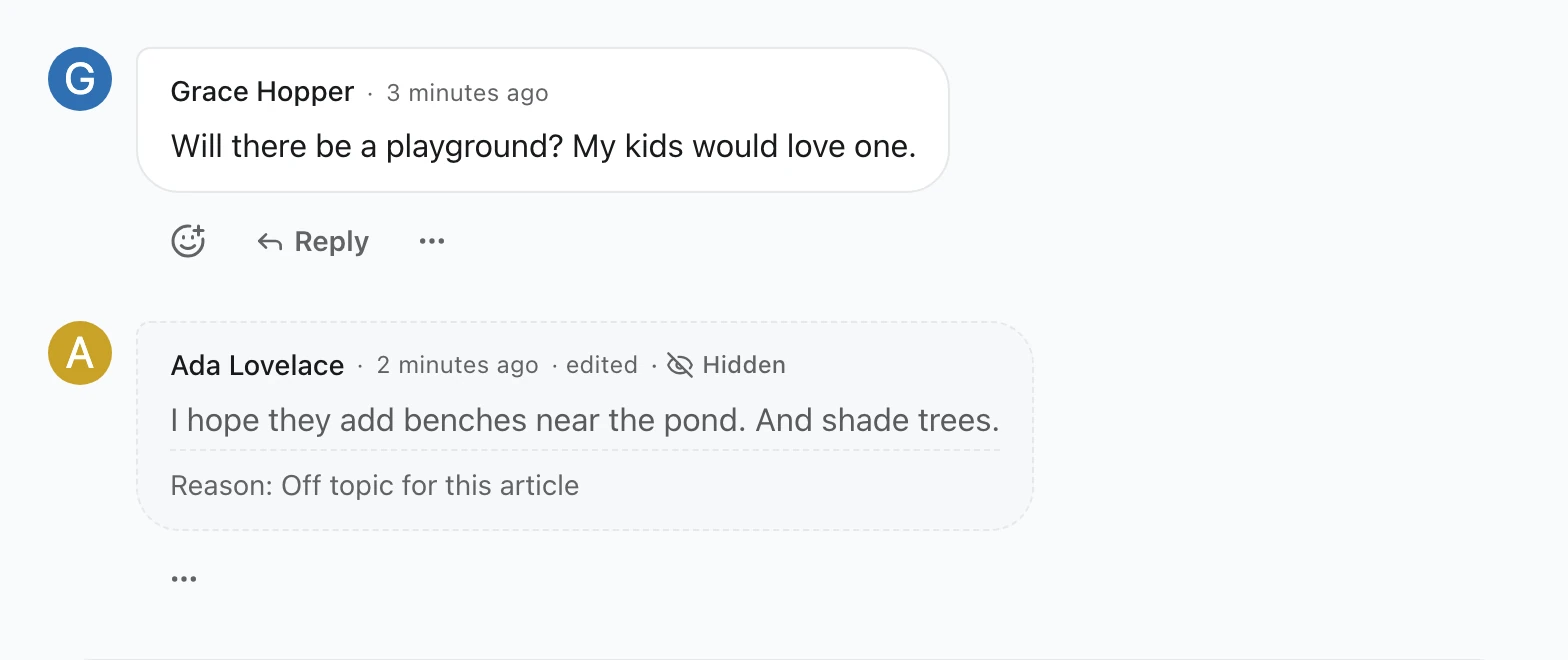 G
Grace Hopper · 3 minutes ago
Will there be a playground? My kids would love one.
Reply
A
Ada Lovelace · 2 minutes ago · edited · Hidden
I hope they add benches near the pond. And shade trees.
Reason: Off topic for this article